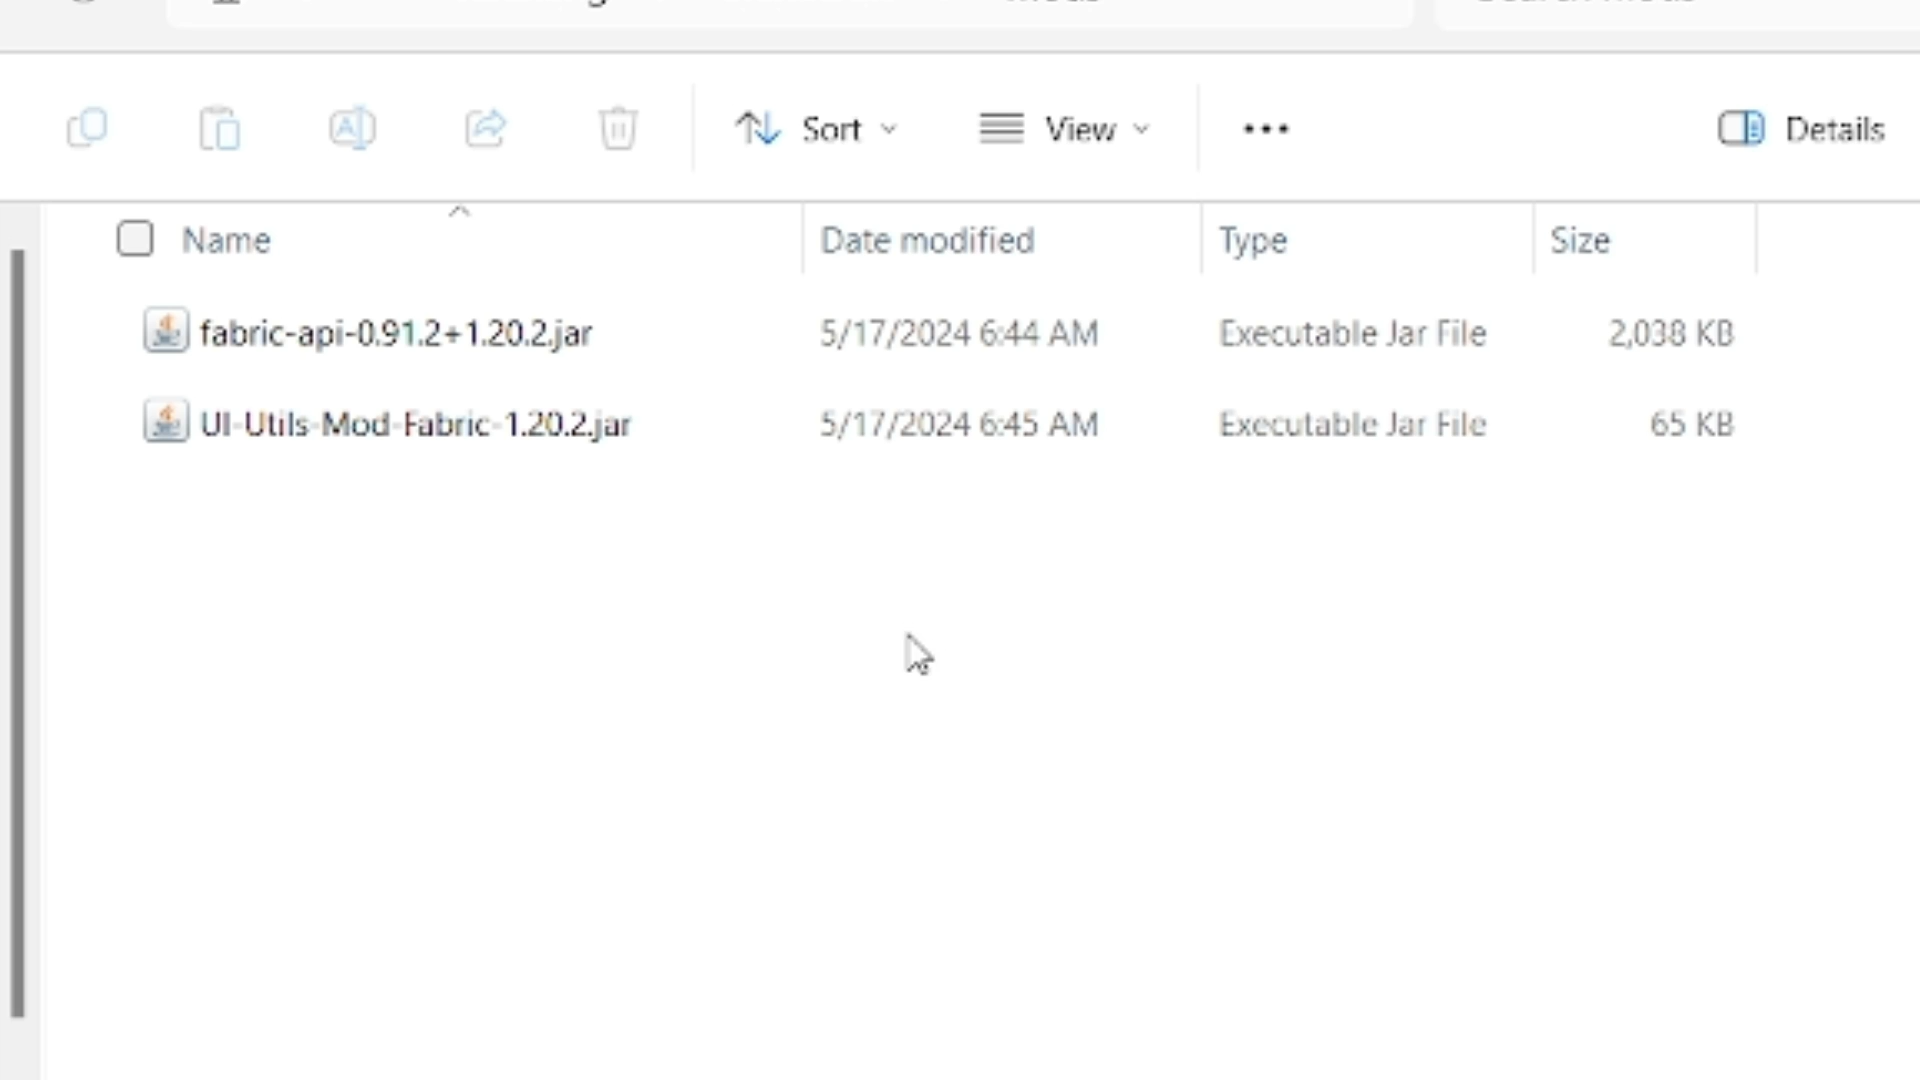 Sort
View
Details
Name
Date modified
Type
Size
fabric-api-0.91.2+1.20.2.jar
5/17/2024 6:44 AM
Executable Jar File
2,038 KB
UI-Utils-Mod-Fabric-1.20.2.jar
5/17/2024 6:45 AM
Executable Jar File
65 KB